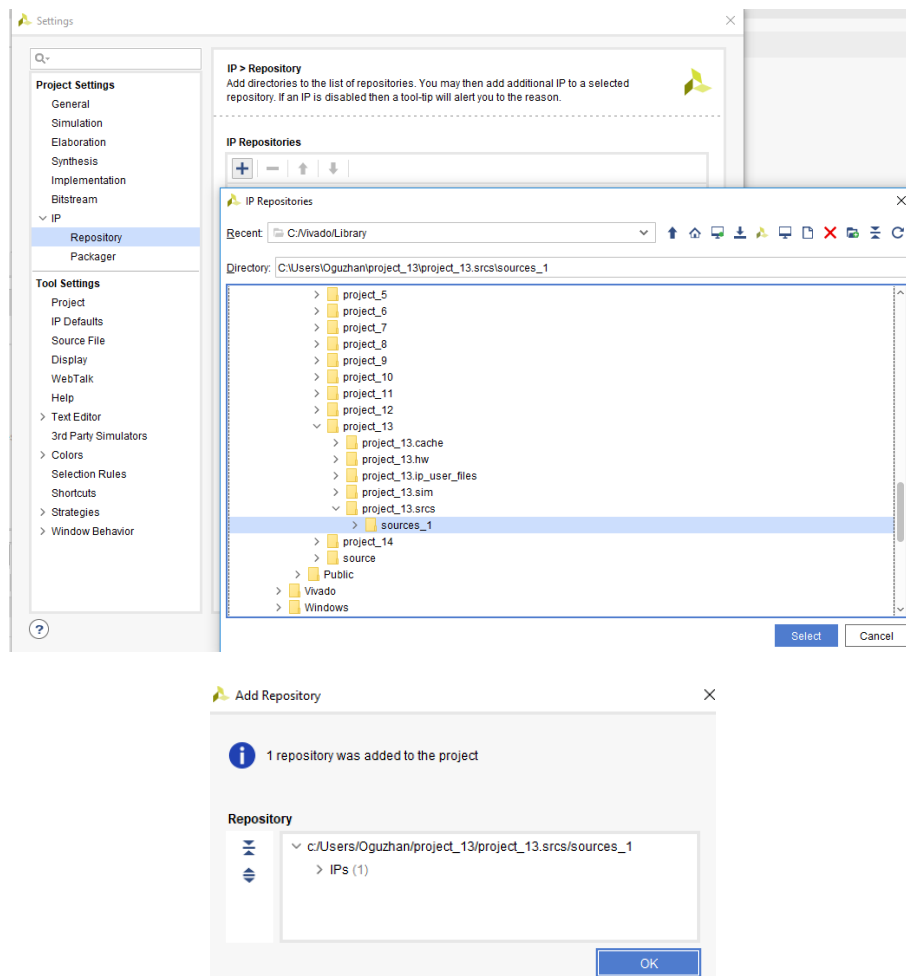 Settings
Project Settings
General
Simulation
Elaboration
Synthesis
Implementation
Bitstream
IP
Repository
Packager
Tool Settings
Project
IP Defaults
Source File
Display
WebTalk
Help
Text Editor
3rd Party Simulators
Colors
Selection Rules
Shortcuts
Strategies
Window Behavior
?
IP > Repository
Add directories to the list of repositories. You may then add additional IP to a selected
repository. If an IP is disabled then a tool-tip will alert you to the reason.
IP Repositories
IP Repositories
Recent: C:/Vivado/Library
Directory: C:\Users\Oguzhan\project_13\project_13.srcs\sources_1
project_5
project_6
project_7
project_8
project_9
project_10
project_11
project_12
project_13
project_13.cache
project_13.hw
project_13.ip_user_files
project_13.sim
project_13.srcs
sources_1
project_14
source
Public
Vivado
Windows
Select Cancel
Add Repository
1 repository was added to the project
Repository
c:/Users/Oguzhan/project_13/project_13.srcs/sources_1
IPs (1)
OK